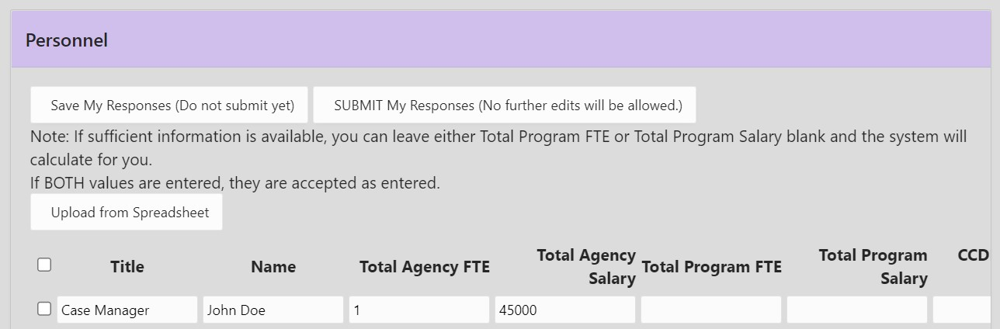 Personnel
Save My Responses (Do not submit yet) SUBMIT My Responses (No further edits will be allowed.)
Note: If sufficient information is available, you can leave either Total Program FTE or Total Program Salary blank and the system will
calculate for you.
If BOTH values are entered, they are accepted as entered.
Upload from Spreadsheet
Title Name Total Agency FTE Total Agency Salary Total Program FTE Total Program Salary CCD
Case Manager John Doe 1 45000